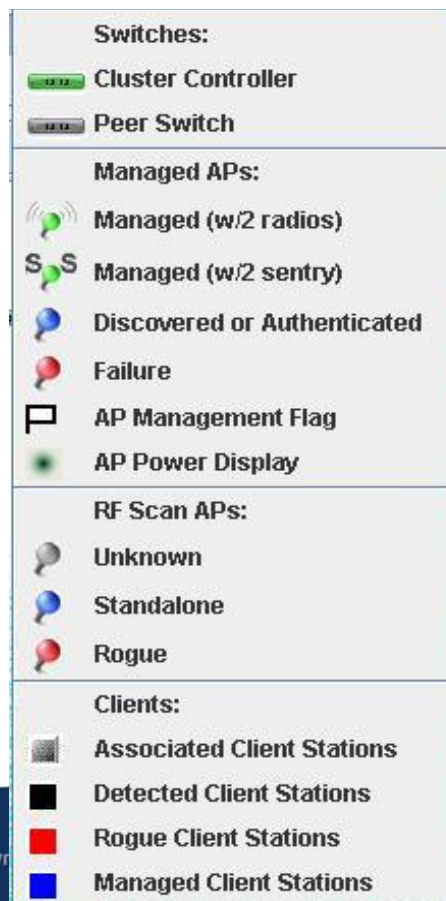 Switches:
Cluster Controller
Peer Switch
Managed APs:
Managed (w/2 radios)
S S Managed (w/2 sentry)
Discovered or Authenticated
Failure
AP Management Flag
AP Power Display
RF Scan APs:
Unknown
Standalone
Rogue
Clients:
Associated Client Stations
Detected Client Stations
Rogue Client Stations
Managed Client Stations